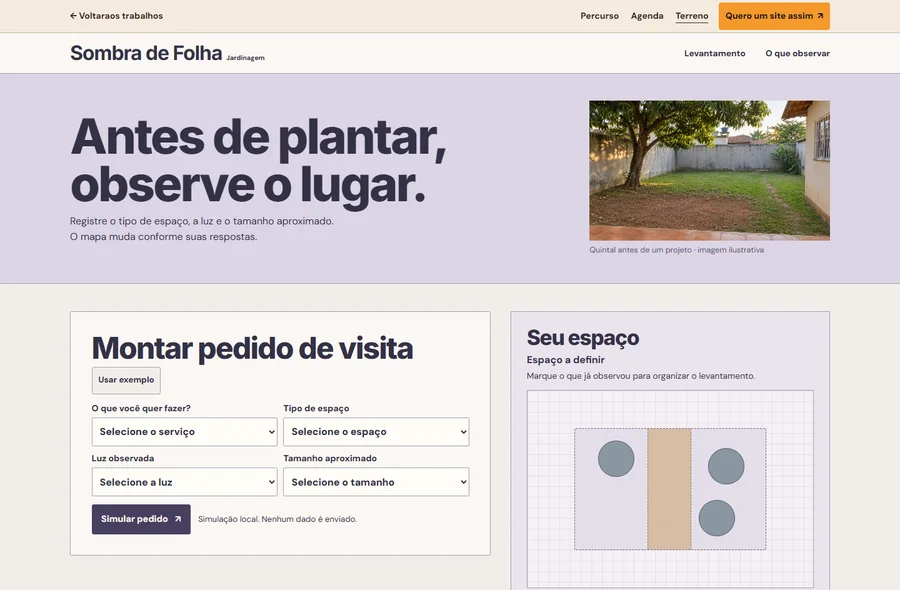 ← Voltaraos trabalhos
Percurso Agenda Terreno Quero um site assim ↗
Sombra de Folha Jardinagem
Levantamento O que observar
Antes de plantar,
observe o lugar.
Registre o tipo de espaço, a luz e o tamanho aproximado.
O mapa muda conforme suas respostas.
Quintal antes de um projeto · imagem ilustrativa
Montar pedido de visita
Usar exemplo
O que você quer fazer? Tipo de espaço
Selecione o serviço Selecione o espaço
Luz observada Tamanho aproximado
Selecione a luz Selecione o tamanho
Simular pedido ↗ Simulação local. Nenhum dado é enviado.
Seu espaço
Espaço a definir
Marque o que já observou para organizar o levantamento.